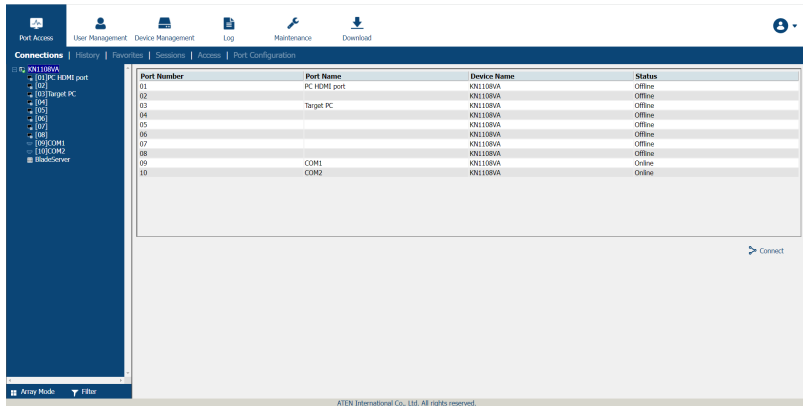 Port Access User Management Device Management Log Maintenance Download
Connections | History | Favorites | Sessions | Access | Port Configuration
KN1108VA
[01]PC HDMI port
[02]
[03]Target PC
[04]
[05]
[06]
[07]
[08]
[09]COM1
[10]COM2
BladeServer
Port Number Port Name Device Name Status
01 PC HDMI port KN1108VA Offline
02 KN1108VA Offline
03 Target PC KN1108VA Offline
04 KN1108VA Offline
05 KN1108VA Offline
06 KN1108VA Offline
07 KN1108VA Offline
08 KN1108VA Offline
09 COM1 KN1108VA Online
10 COM2 KN1108VA Online
Connect
Array Mode Filter
ATEN International Co., Ltd. All rights reserved.